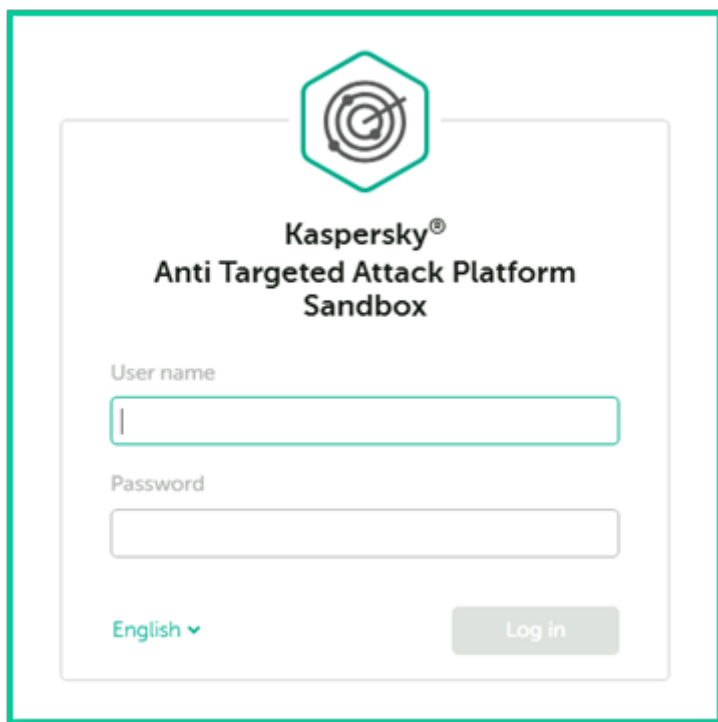 Kaspersky®
Anti Targeted Attack Platform
Sandbox
User name
Password
English
Log in